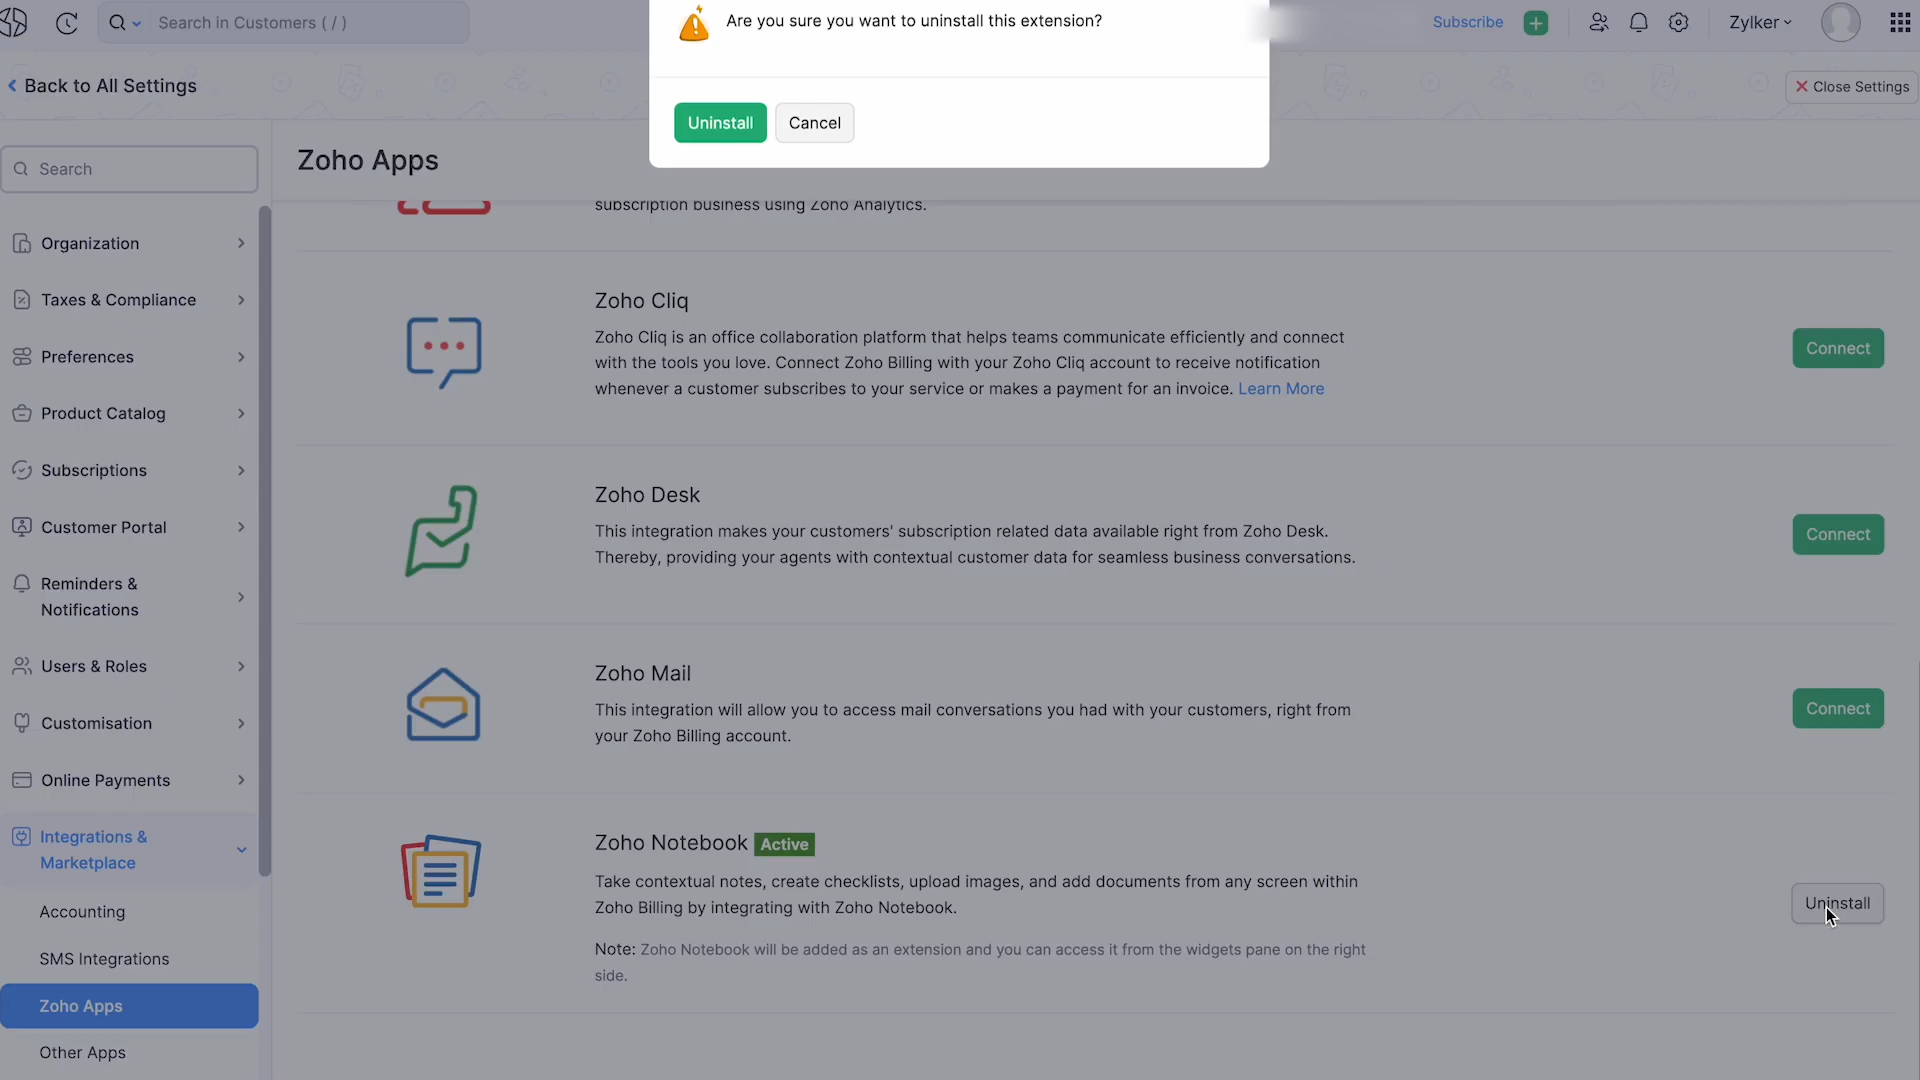 Search in Customers ( / )
Are you sure you want to uninstall this extension?
Subscribe
Zylker
Back to All Settings
Close Settings
Uninstall
Cancel
Search
Zoho Apps
subscription business using Zoho Analytics.
Organization
Taxes & Compliance
Preferences
Product Catalog
Subscriptions
Customer Portal
Reminders &
Notifications
Users & Roles
Customisation
Online Payments
Integrations &
Marketplace
Accounting
SMS Integrations
Zoho Apps
Other Apps
Zoho Cliq
Zoho Cliq is an office collaboration platform that helps teams communicate efficiently and connect
with the tools you love. Connect Zoho Billing with your Zoho Cliq account to receive notification
whenever a customer subscribes to your service or makes a payment for an invoice. Learn More
Connect
Zoho Desk
This integration makes your customers' subscription related data available right from Zoho Desk.
Thereby, providing your agents with contextual customer data for seamless business conversations.
Connect
Zoho Mail
This integration will allow you to access mail conversations you had with your customers, right from
your Zoho Billing account.
Connect
Zoho Notebook Active
Take contextual notes, create checklists, upload images, and add documents from any screen within
Zoho Billing by integrating with Zoho Notebook.
Note: Zoho Notebook will be added as an extension and you can access it from the widgets pane on the right
side.
Uninstall